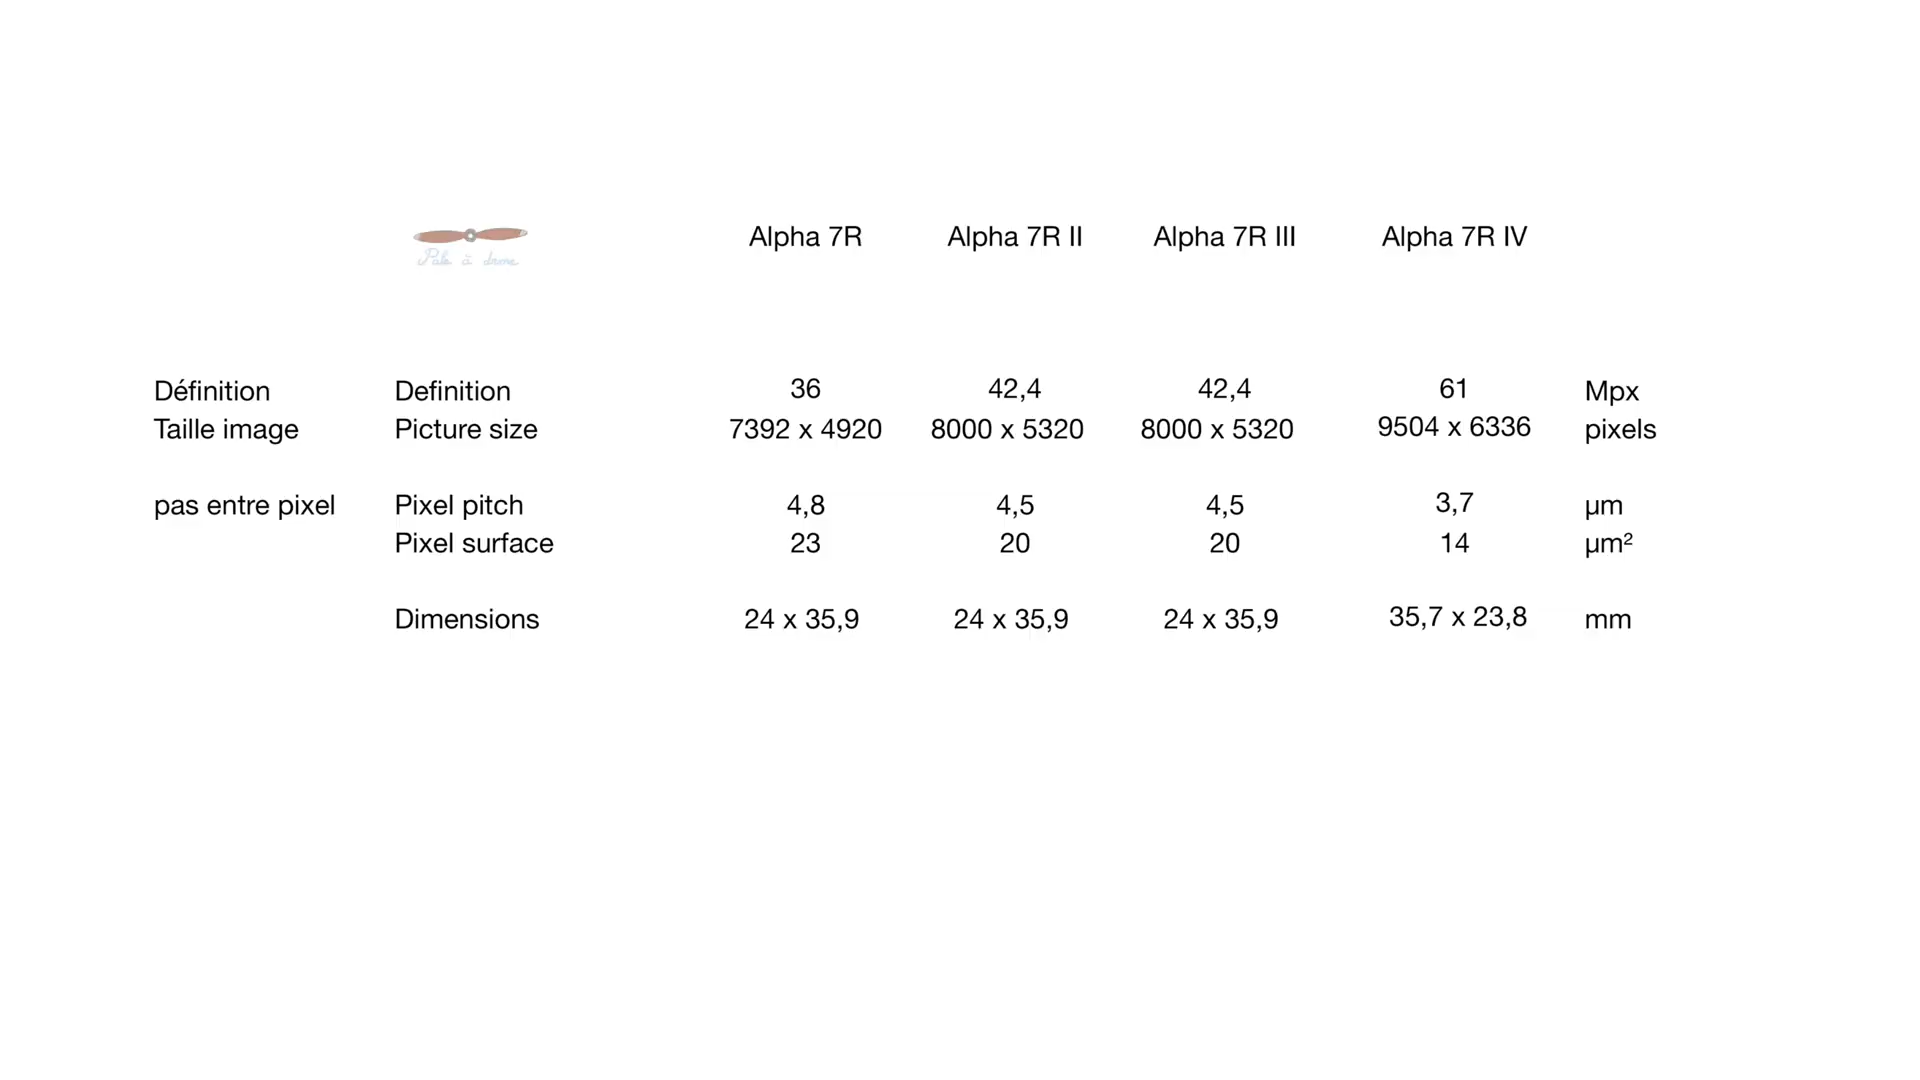 Alpha 7R Alpha 7R II Alpha 7R III Alpha 7R IV
Pale à dame
Définition Definition 36 42,4 42,4 61 Mpx
Taille image Picture size 7392 x 4920 8000 x 5320 8000 x 5320 9504 x 6336 pixels
pas entre pixel Pixel pitch 4,8 4,5 4,5 3,7 µm
Pixel surface 23 20 20 14 µm²
Dimensions 24 x 35,9 24 x 35,9 24 x 35,9 35,7 x 23,8 mm